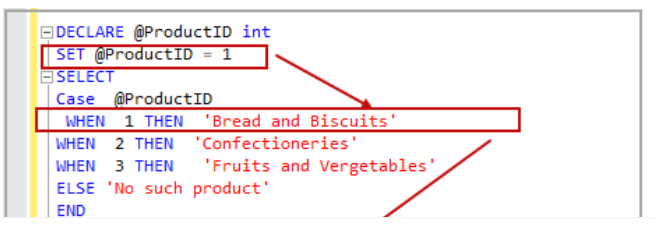 DECLARE @ProductID int
SET @ProductID = 1
SELECT
Case @ProductID
WHEN 1 THEN 'Bread and Biscuits'
WHEN 2 THEN 'Confectioneries'
WHEN 3 THEN 'Fruits and Vergetables'
ELSE 'No such product'
END